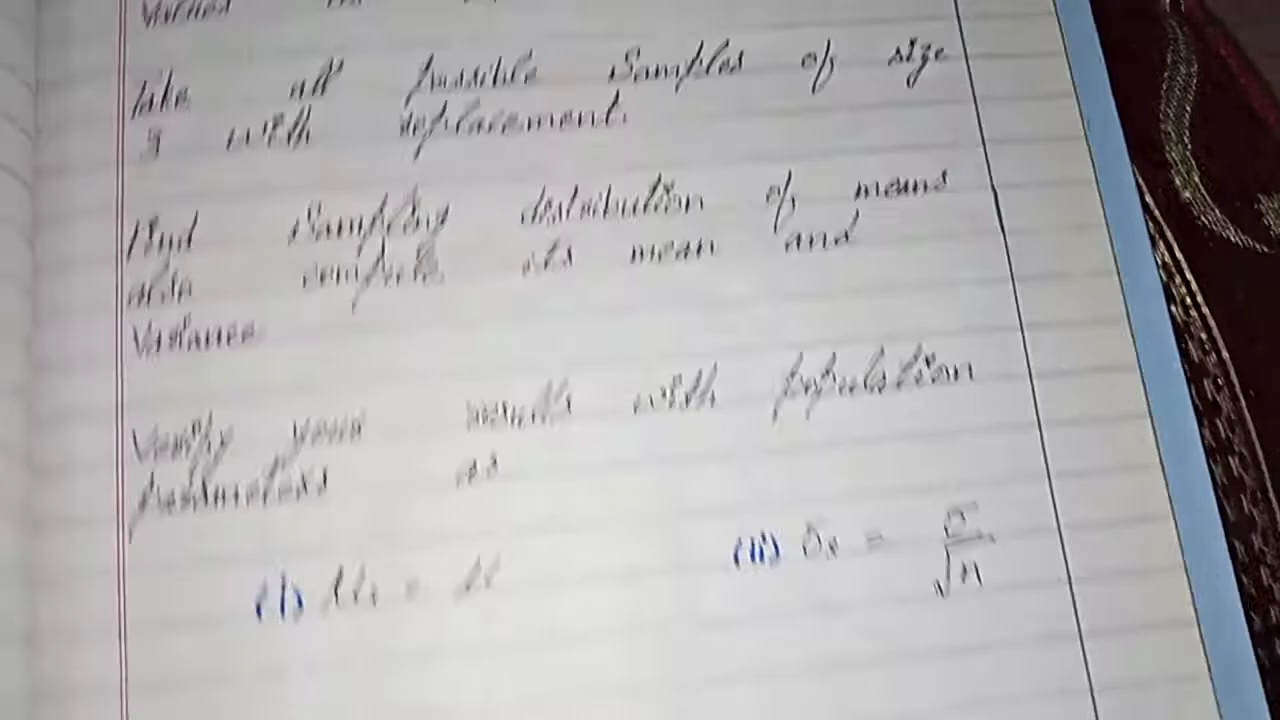 Take all possible Samples of size
3 with replacement.
Find Sampling distribution of means
also compute its mean and
Variance
Verify your results with population
parameters as
(i) μx̄ = μ (ii) σx̄ = σ/√n